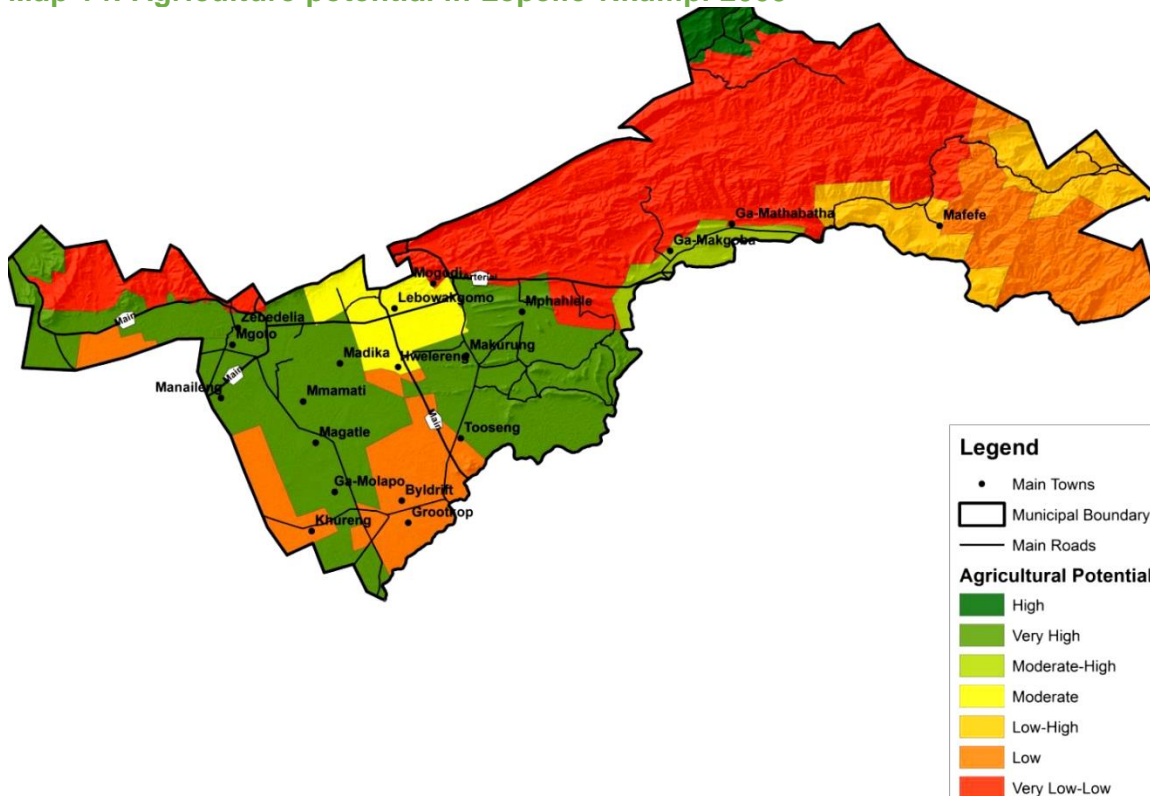 Ga-Mathabatha
Mafefe
Ga-Makgoba
Mogodi
Lebowakgomo
Mphahlele
Zebedelia
Main
Mgoto
Madika
Hwelereng
Makurung
Main
Manaileng
Mmamati
Main
Magatle
Tooseng
Ga-Molapo
Byldrift
Khureng
Grootkop
Legend
Main Towns
Municipal Boundary
Main Roads
Agricultural Potential
High
Very High
Moderate-High
Moderate
Low-High
Low
Very Low-Low